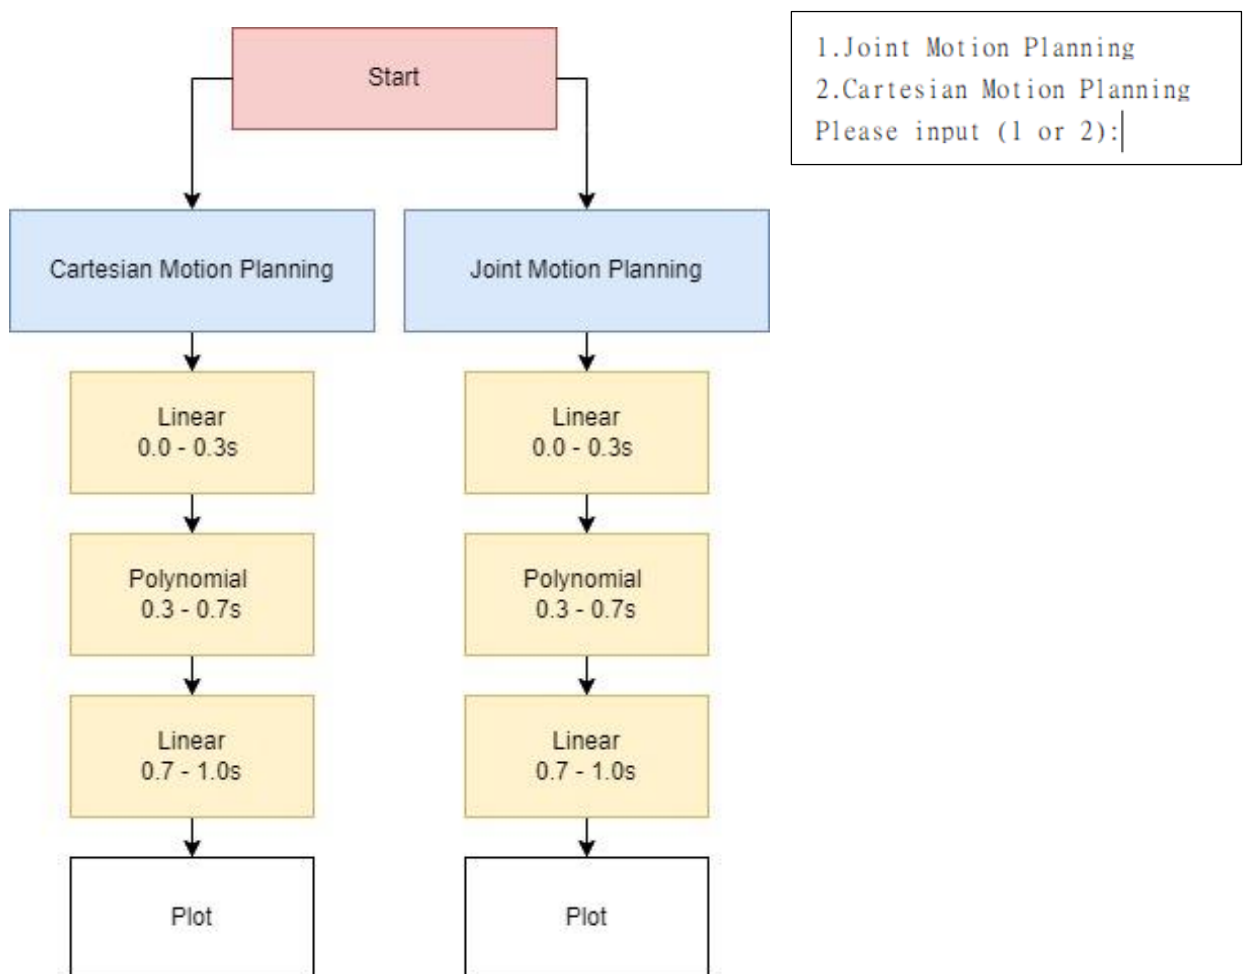 Start
1.Joint Motion Planning
2.Cartesian Motion Planning
Please input (1 or 2):
Cartesian Motion Planning
Joint Motion Planning
Linear
0.0 - 0.3s
Linear
0.0 - 0.3s
Polynomial
0.3 - 0.7s
Polynomial
0.3 - 0.7s
Linear
0.7 - 1.0s
Linear
0.7 - 1.0s
Plot
Plot